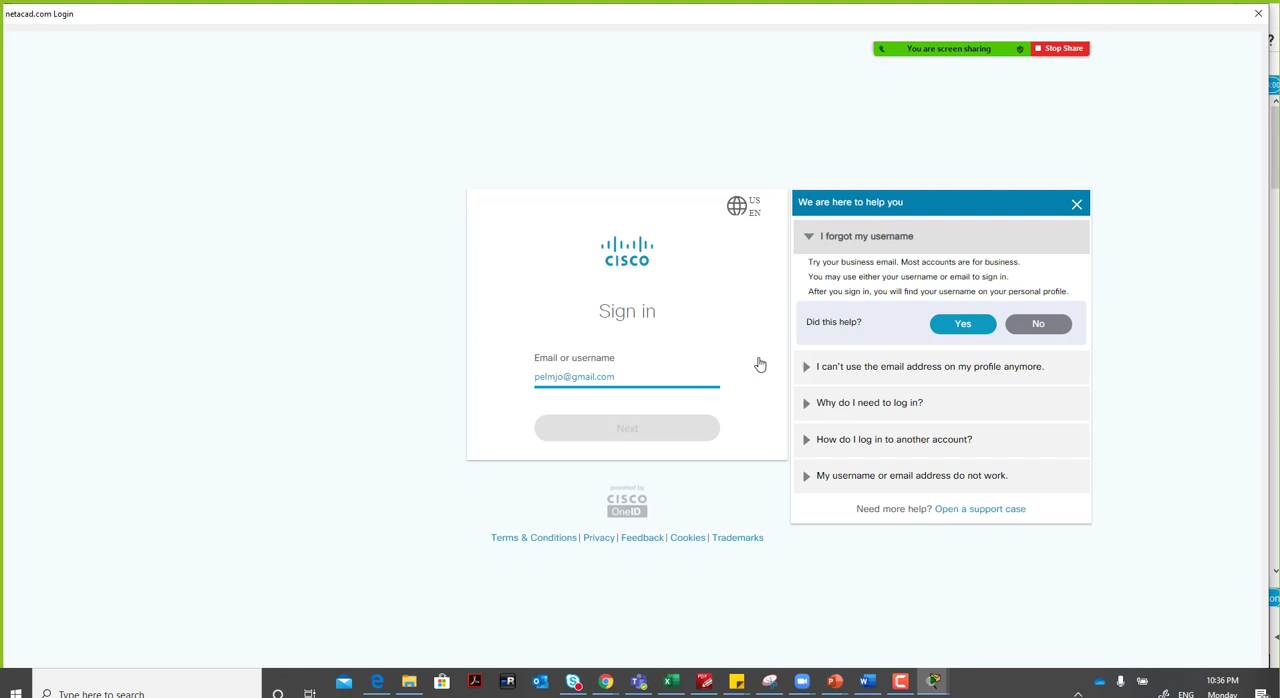 netacad.com Login
You are screen sharing
Stop Share
US
EN
CISCO
Sign in
Email or username
pelmjo@gmail.com
Next
We are here to help you
I forgot my username
Try your business email. Most accounts are for business.
You may use either your username or email to sign in.
After you sign in, you will find your username on your personal profile.
Did this help?
Yes
No
I can't use the email address on my profile anymore.
Why do I need to log in?
How do I log in to another account?
My username or email address do not work.
Need more help? Open a support case
powered by
CISCO
OneID
Terms & Conditions | Privacy | Feedback | Cookies | Trademarks
Type here to search
10:36 PM
ENG
Monday